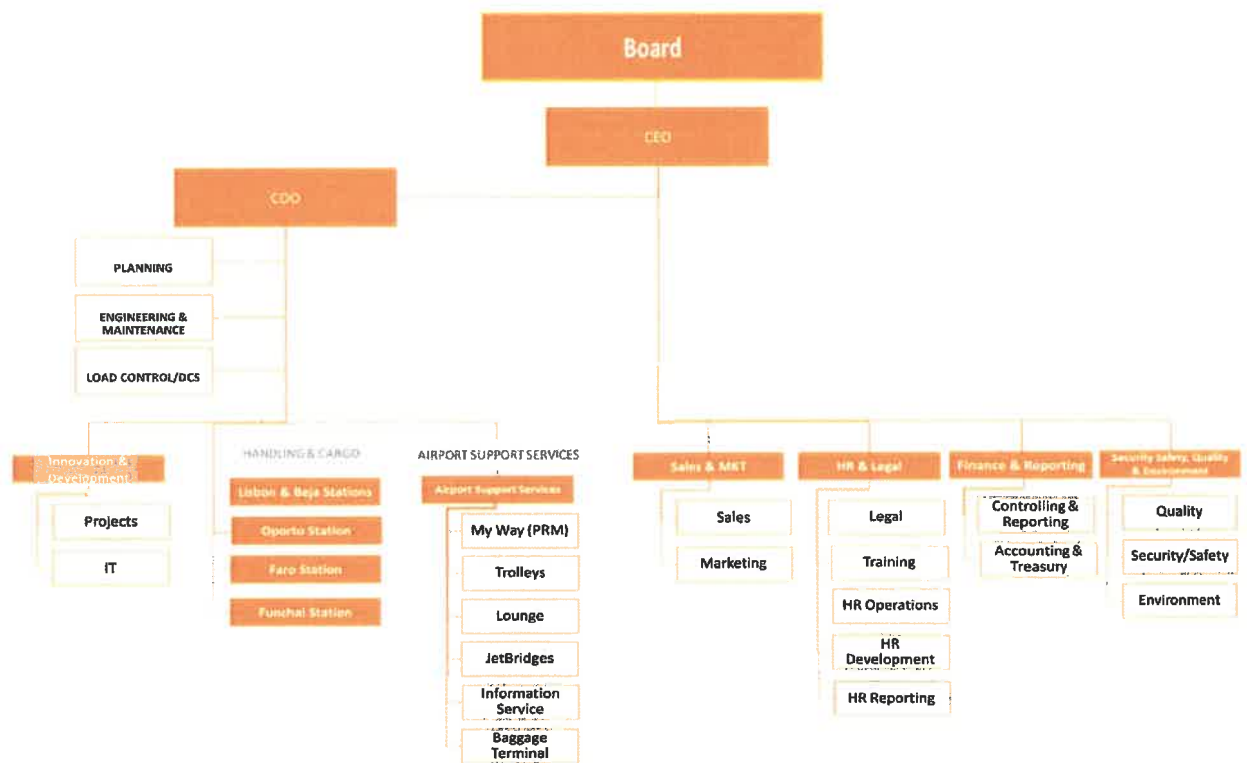 Board
CEO
COO
PLANNING
ENGINEERING &
MAINTENANCE
LOAD CONTROL/DCS
Innovation &
Development
Projects
IT
HANDLING & CARGO
Lisbon & Beja Stations
Oporto Station
Faro Station
Funchal Station
AIRPORT SUPPORT SERVICES
Airport Support Services
My Way (PRM)
Trolleys
Lounge
JetBridges
Information
Service
Baggage
Terminal
Sales & MKT
Sales
Marketing
HR & Legal
Legal
Training
HR Operations
HR
Development
HR Reporting
Finance & Reporting
Controlling &
Reporting
Accounting &
Treasury
Security Safety, Quality
& Environment
Quality
Security/Safety
Environment